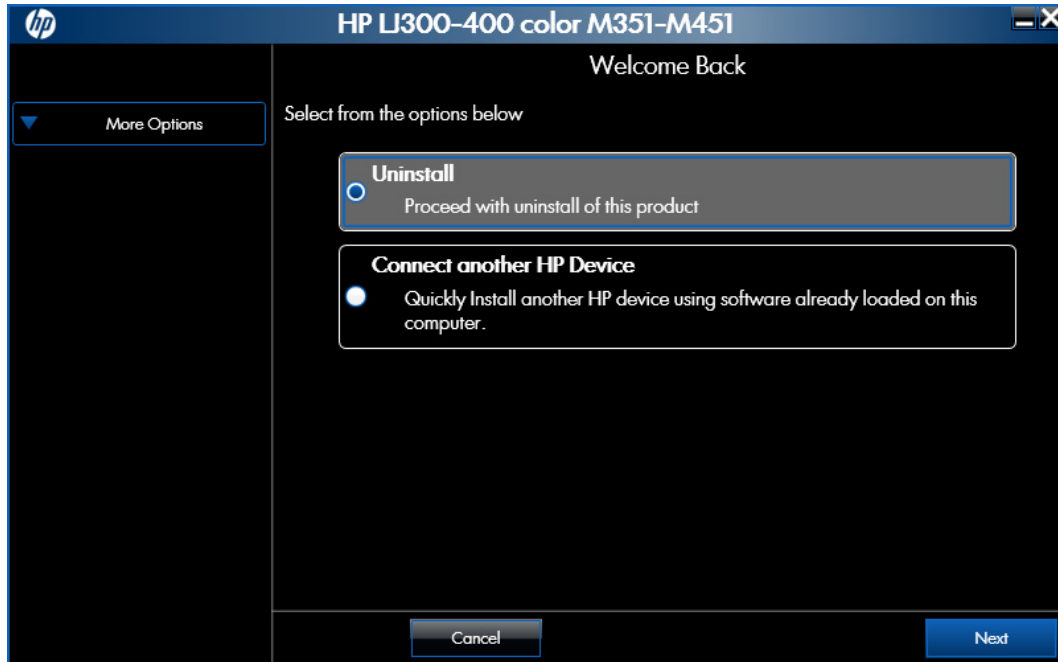 hp
HP LJ300-400 color M351-M451
Welcome Back
More Options
Select from the options below
Uninstall
Proceed with uninstall of this product
Connect another HP Device
Quickly Install another HP device using software already loaded on this
computer.
Cancel
Next